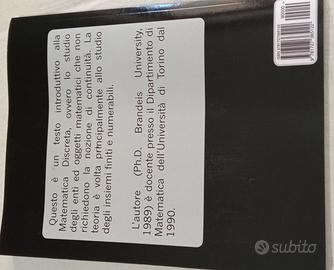 Questo è un testo introduttivo alla
Matematica Discreta, ovvero lo studio
degli enti ed oggetti matematici che non
richiedono la nozione di continuità. La
teoria è volta principalmente allo studio
degli insiemi finiti e numerabili.
L'autore (Ph.D. Brandeis University,
1989) è docente presso il Dipartimento di
Matematica dell'Università di Torino dal
1990.
90000
subito